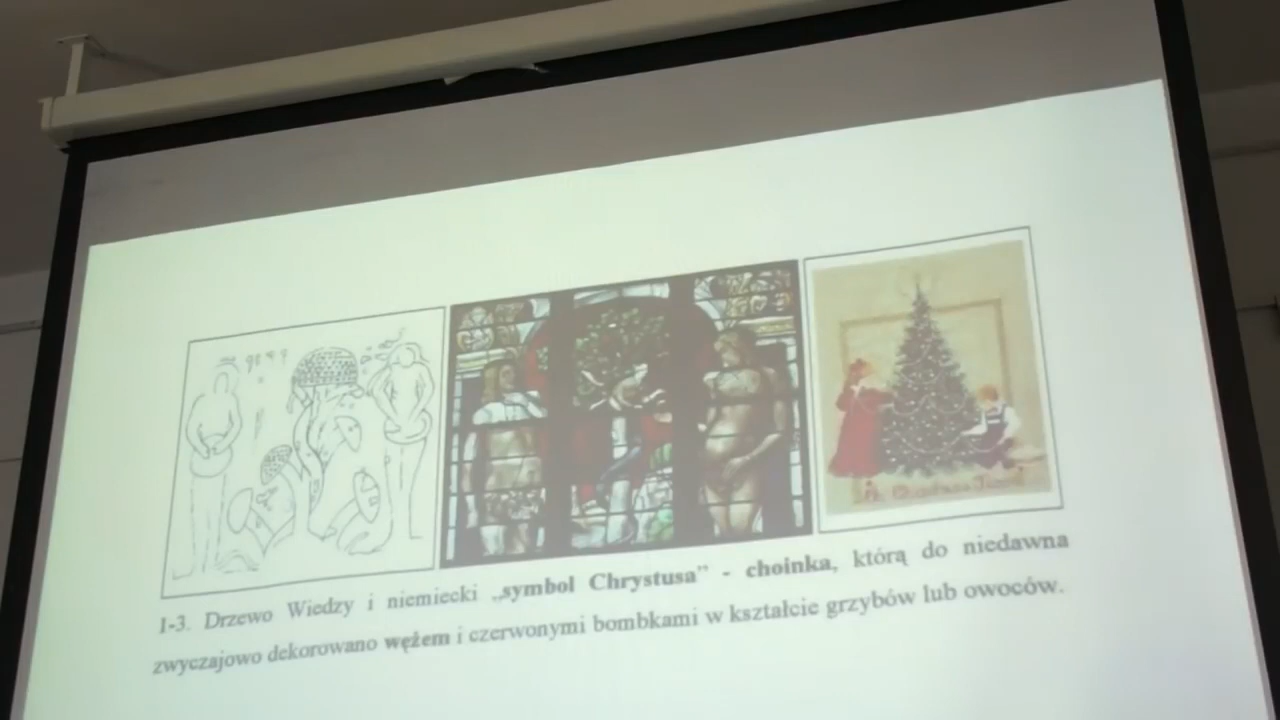 1-3. Drzewo Wiedzy i niemiecki „symbol Chrystusa” - choinka, którą do niedawna
zwyczajowo dekorowano wężem i czerwonymi bombkami w kształcie grzybów lub owoców.